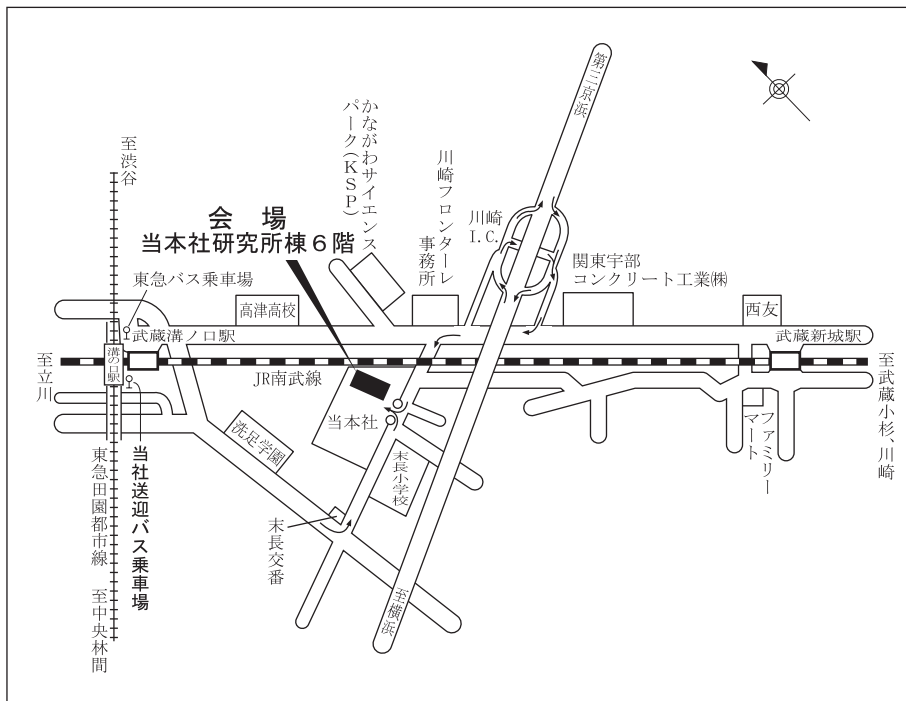 第三京浜
至渋谷
かながわサイエンス
パーク(KSP)
川崎フロンターレ
事務所
川崎
I.C.
会 場
当本社研究所棟6階
東急バス乗車場
関東宇部
コンクリート工業㈱
高津高校
西友
武蔵溝ノ口駅
武蔵新城駅
溝の口駅
至立川
JR南武線
至武蔵小杉、川崎
当本社
洗足学園
末長小学校
ファミリー
マート
当社送迎バス乗車場
東急田園都市線 至中央林間
末長交番
至横浜